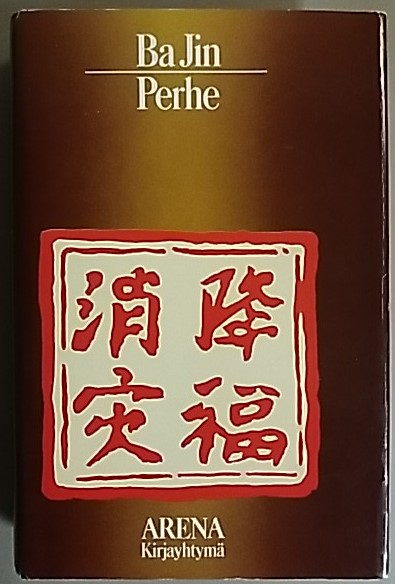 Ba Jin
Perhe
降福
消灾
ARENA
Kirjayhtymä